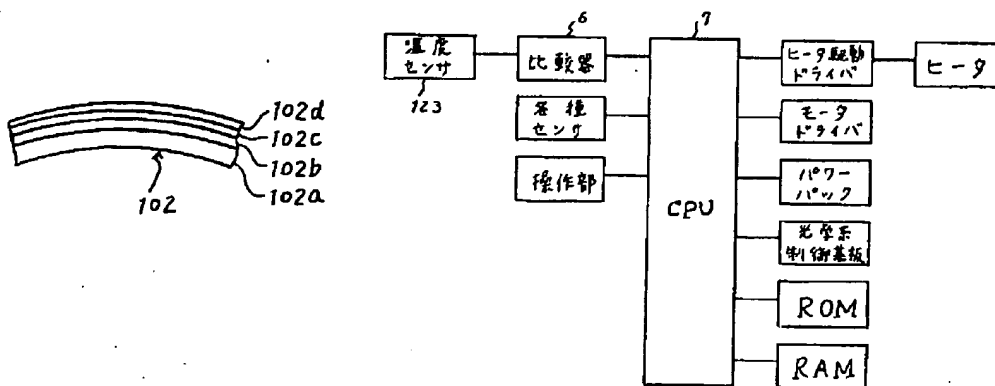 102d
102c
102b
102a
102
温度
センサ
123
6
比較器
各種
センサ
操作部
7
CPU
ヒータ駆動
ドライバ
ヒータ
モータ
ドライバ
パワー
パック
光学系
制御基板
ROM
RAM